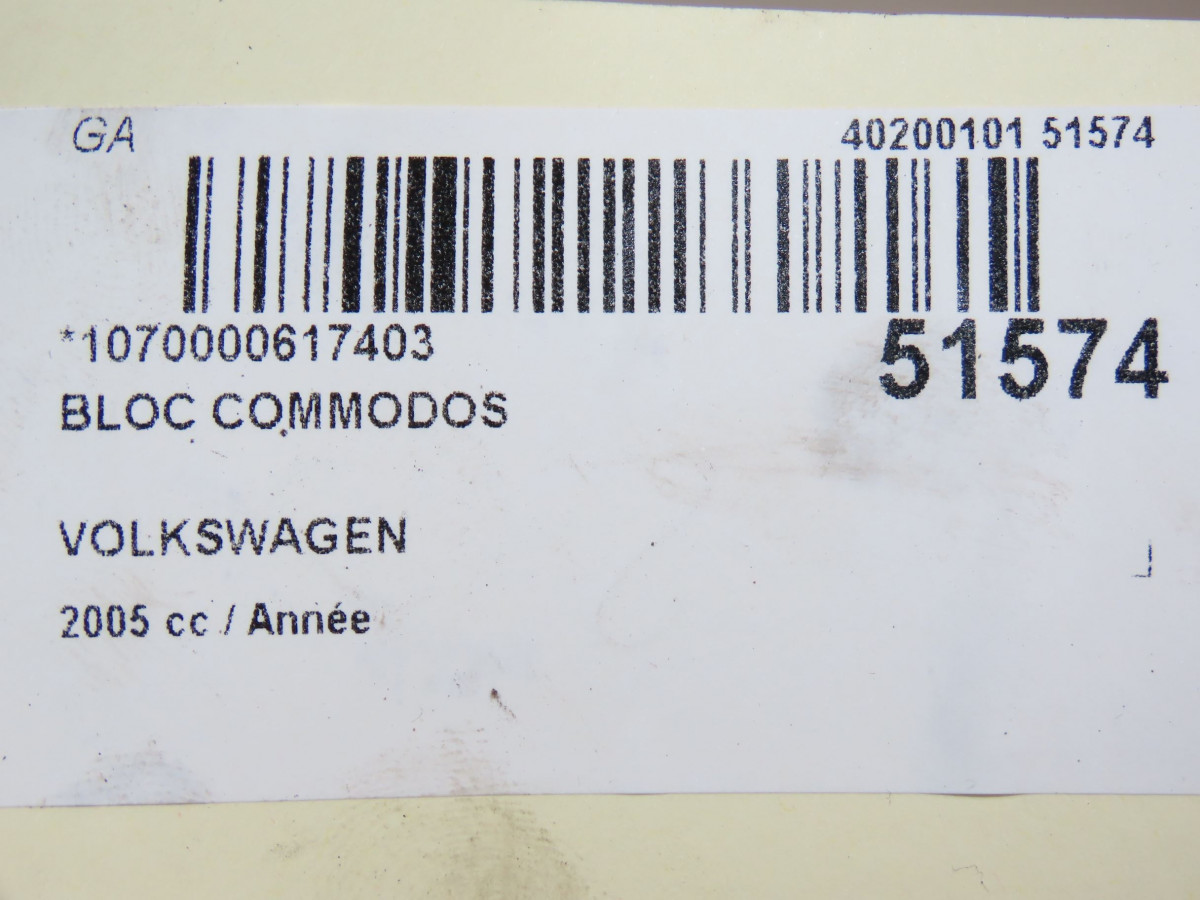 GA
40200101 51574
*1070000617403
51574
BLOC COMMODOS
VOLKSWAGEN
2005 cc / Année